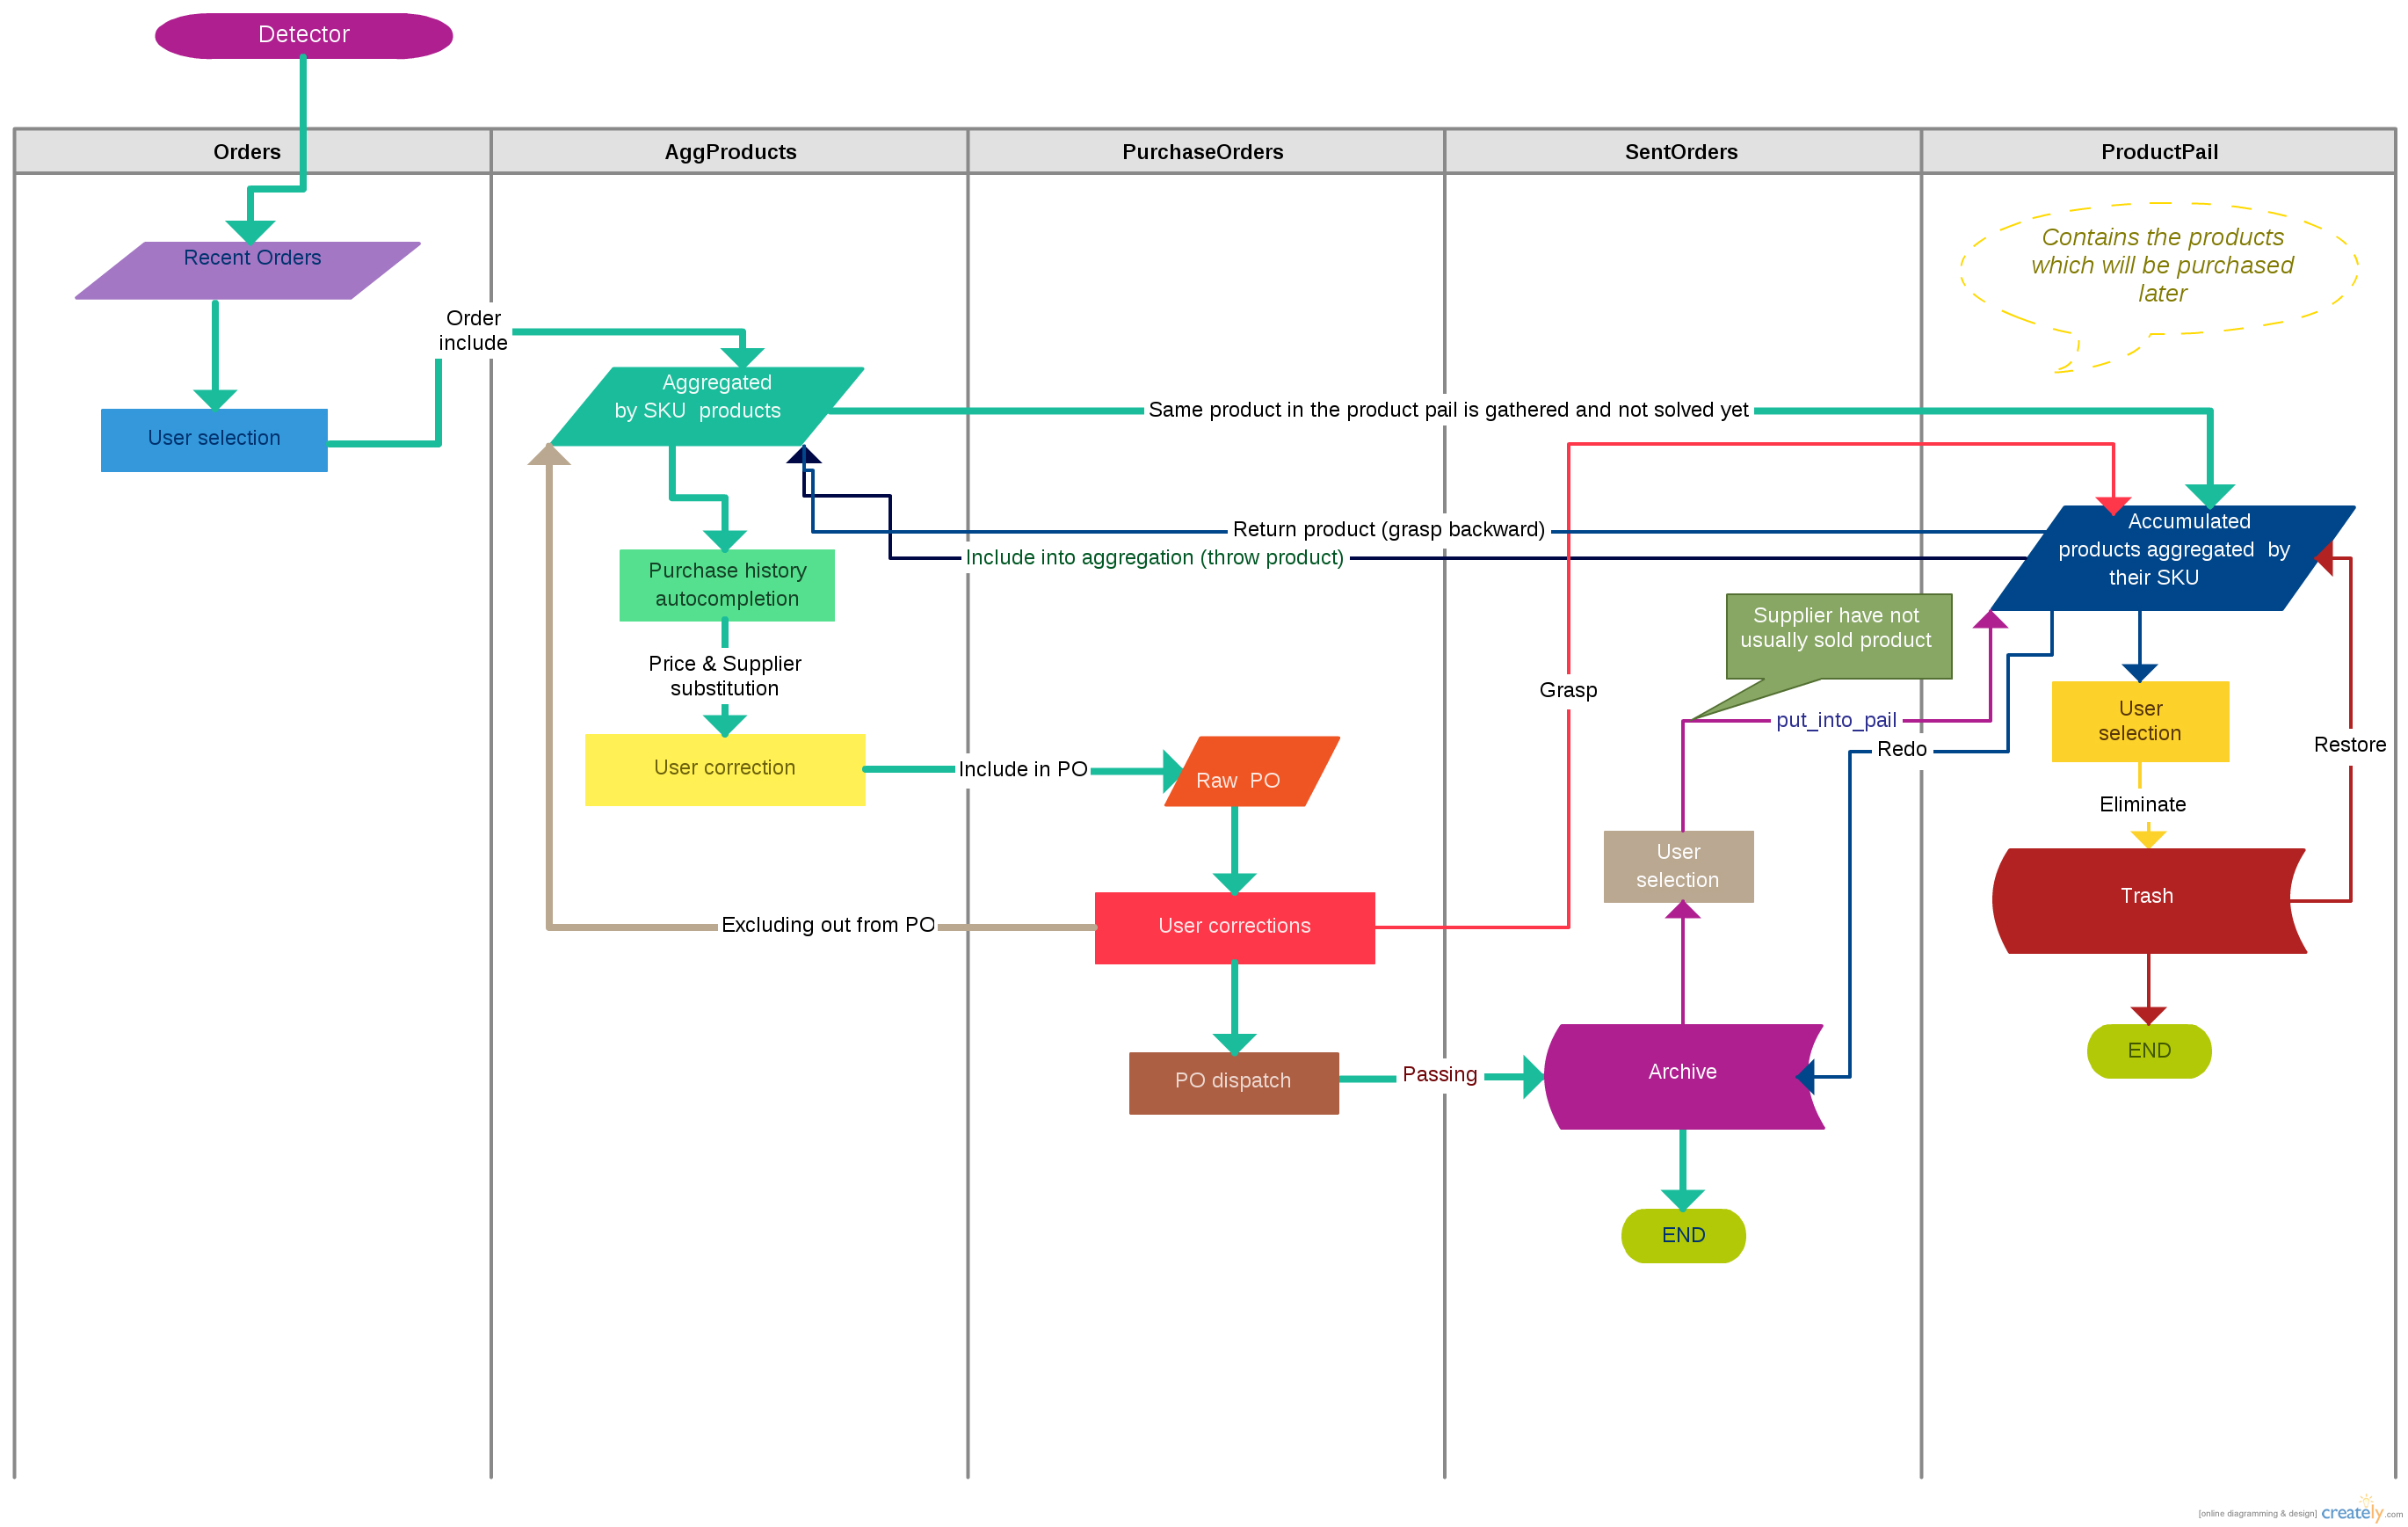 Detector
Orders
AggProducts
PurchaseOrders
SentOrders
ProductPail
Contains the products
which will be purchased
later
Recent Orders
Order
include
User selection
Aggregated
by SKU products
Same product in the product pail is gathered and not solved yet
Return product (grasp backward)
Include into aggregation (throw product)
Accumulated
products aggregated by
their SKU
Purchase history
autocompletion
Price & Supplier
substitution
User correction
Include in PO
Raw PO
Grasp
Supplier have not
usually sold product
put_into_pail
Redo
User
selection
Restore
Eliminate
User
selection
Trash
Excluding out from PO
User corrections
PO dispatch
Passing
Archive
END
END
[online diagramming & design] creately.com